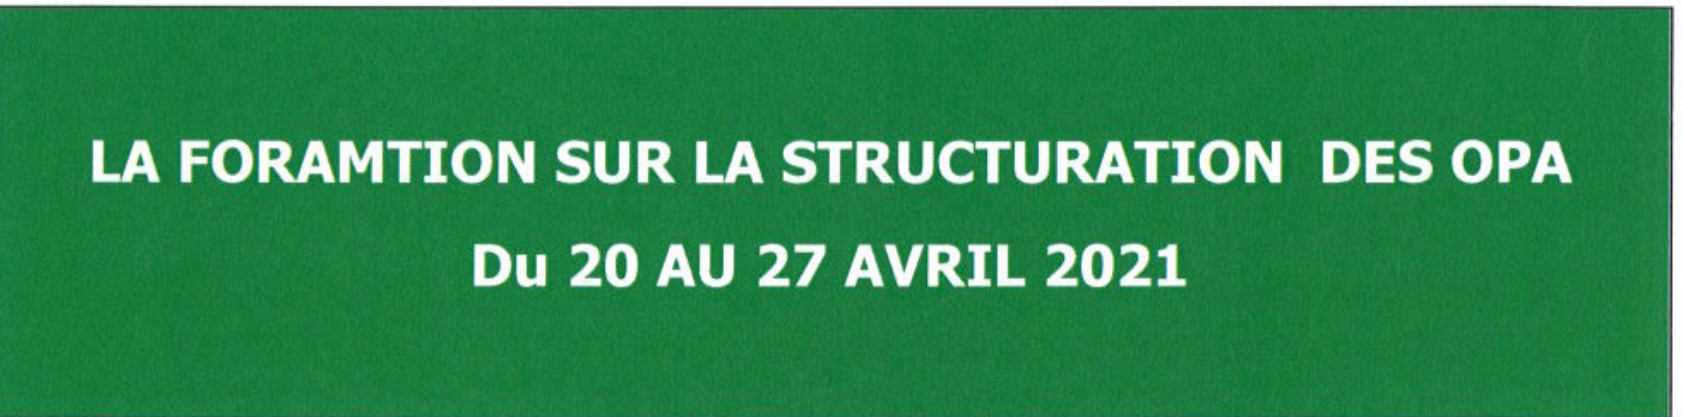 LA FORAMTION SUR LA STRUCTURATION DES OPA
Du 20 AU 27 AVRIL 2021